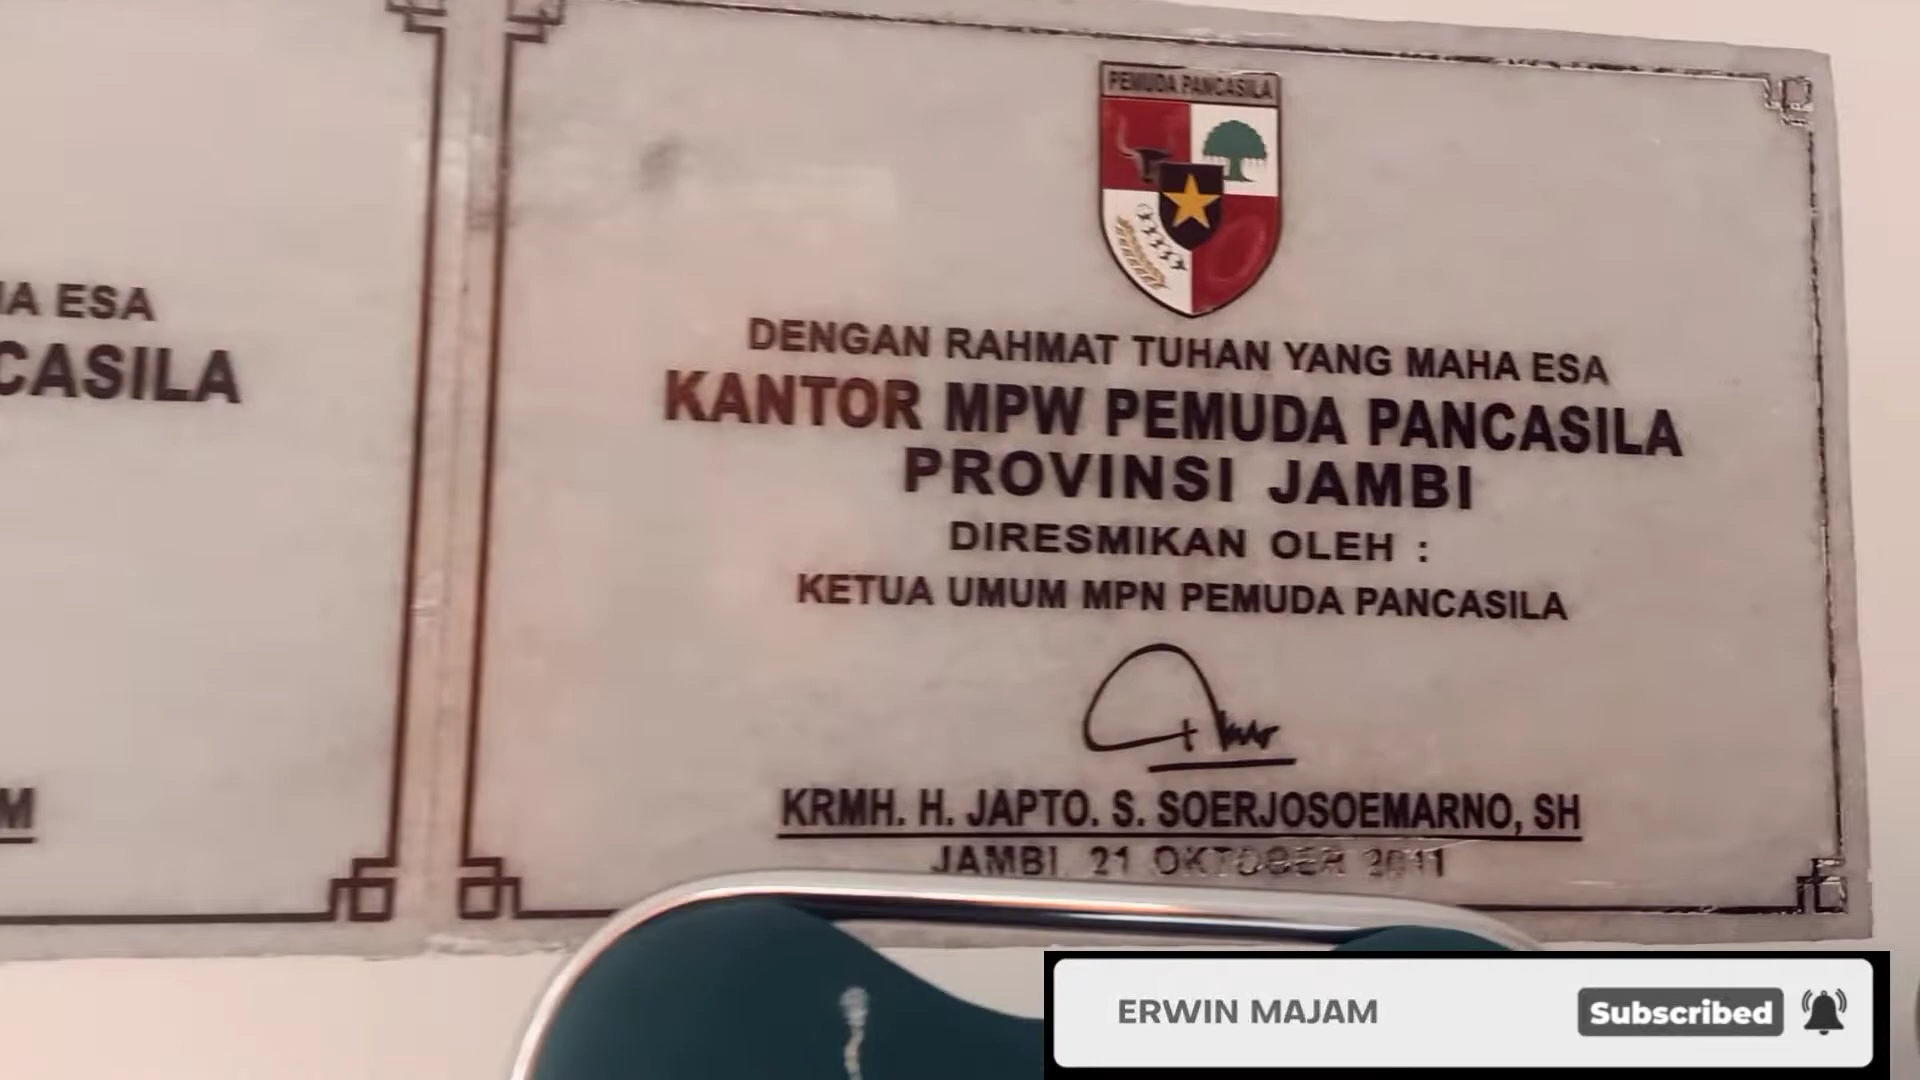 HA ESA
CASILA
M
PEMUDA PANCASILA
DENGAN RAHMAT TUHAN YANG MAHA ESA
KANTOR MPW PEMUDA PANCASILA
PROVINSI JAMBI
DIRESMIKAN OLEH :
KETUA UMUM MPN PEMUDA PANCASILA
KRMH. H. JAPTO. S. SOERJOSOEMARNO, SH
JAMBI, 21 OKTOBER 2011
ERWIN MAJAM
Subscribed